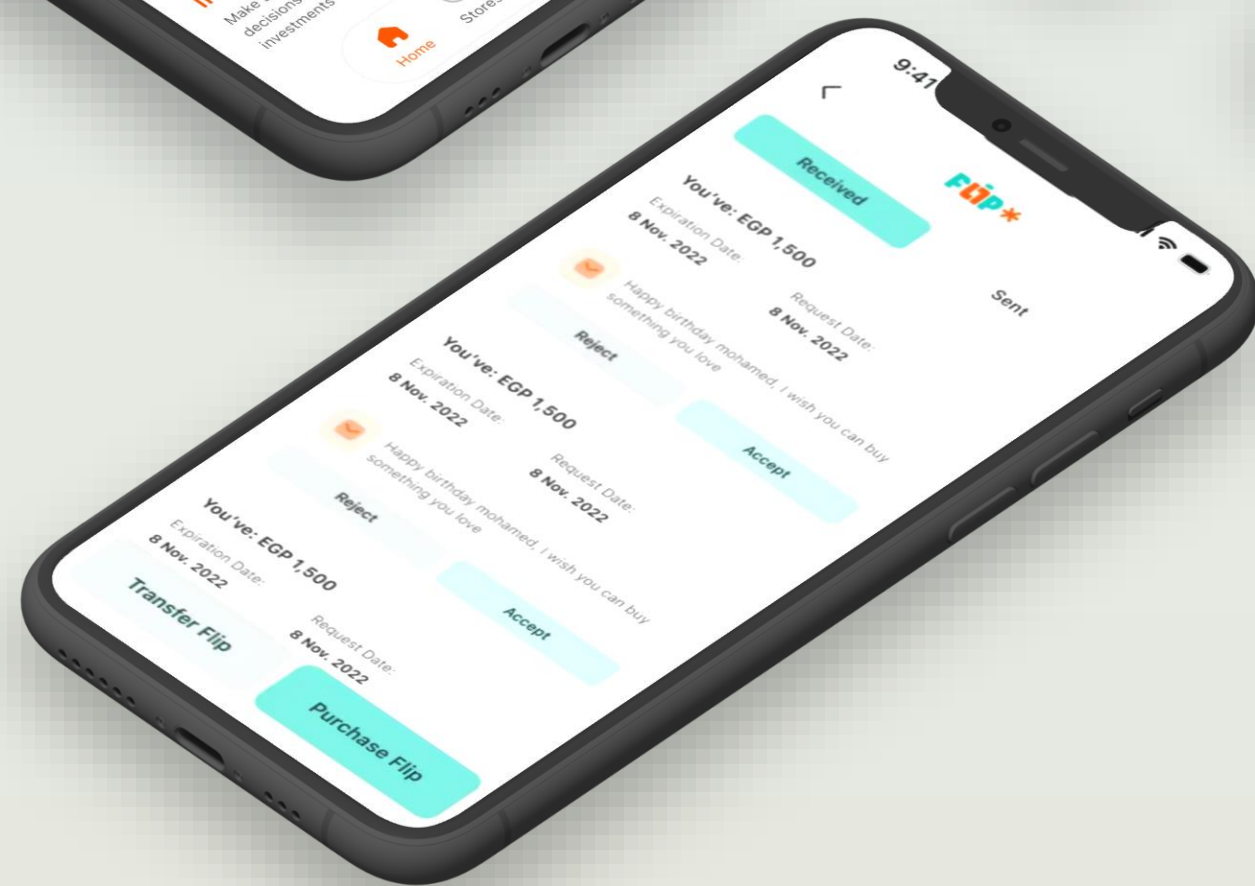 Make
decisions
investments
Home
Stores
9:41
FLIP*
Received
Sent
You've: EGP 1,500
Expiration Date:
8 Nov. 2022
Request Date:
8 Nov. 2022
Happy birthday mohamed, I wish you can buy
something you love
Reject
Accept
You've: EGP 1,500
Expiration Date:
8 Nov. 2022
Request Date:
8 Nov. 2022
Happy birthday mohamed, I wish you can buy
something you love
Reject
Accept
You've: EGP 1,500
Expiration Date:
8 Nov. 2022
Request Date:
8 Nov. 2022
Transfer Flip
Purchase Flip